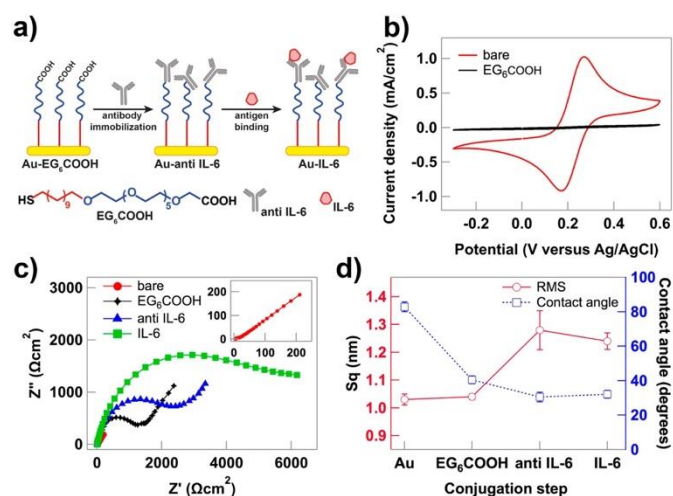 a)
COOH COOH COOH
antibody
immobilization
antigen
binding
Au-EG₆COOH
Au-anti IL-6
Au-IL-6
HS
9
O
O
5
O
COOH
EG₆COOH
anti IL-6
IL-6
b)
bare
EG₆COOH
Current density (mA/cm²)
1.0
0.5
0.0
-0.5
-1.0
-0.2 0.0 0.2 0.4 0.6
Potential (V versus Ag/AgCl)
c)
bare
EG₆COOH
anti IL-6
IL-6
Z'' (Ωcm²)
3000
2000
1000
0
200
100
0
0 50 100 150 200
0 2000 4000 6000
Z' (Ωcm²)
d)
RMS
Contact angle
Sq (nm)
1.4
1.3
1.2
1.1
1.0
0.9
Contact angle
(degrees)
100
80
60
40
20
0
Au EG₆COOH anti IL-6 IL-6
Conjugation step